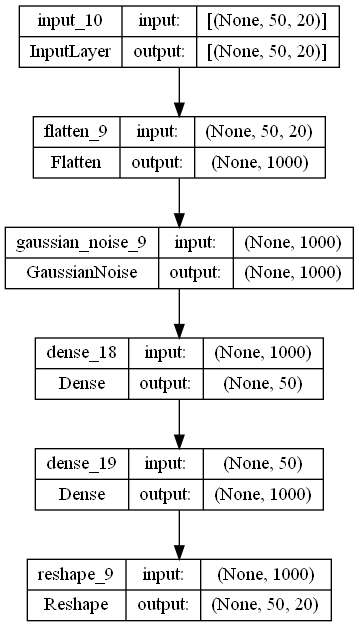 input_10 input: [(None, 50, 20)]
InputLayer output: [(None, 50, 20)]
flatten_9 input: (None, 50, 20)
Flatten output: (None, 1000)
gaussian_noise_9 input: (None, 1000)
GaussianNoise output: (None, 1000)
dense_18 input: (None, 1000)
Dense output: (None, 50)
dense_19 input: (None, 50)
Dense output: (None, 1000)
reshape_9 input: (None, 1000)
Reshape output: (None, 50, 20)